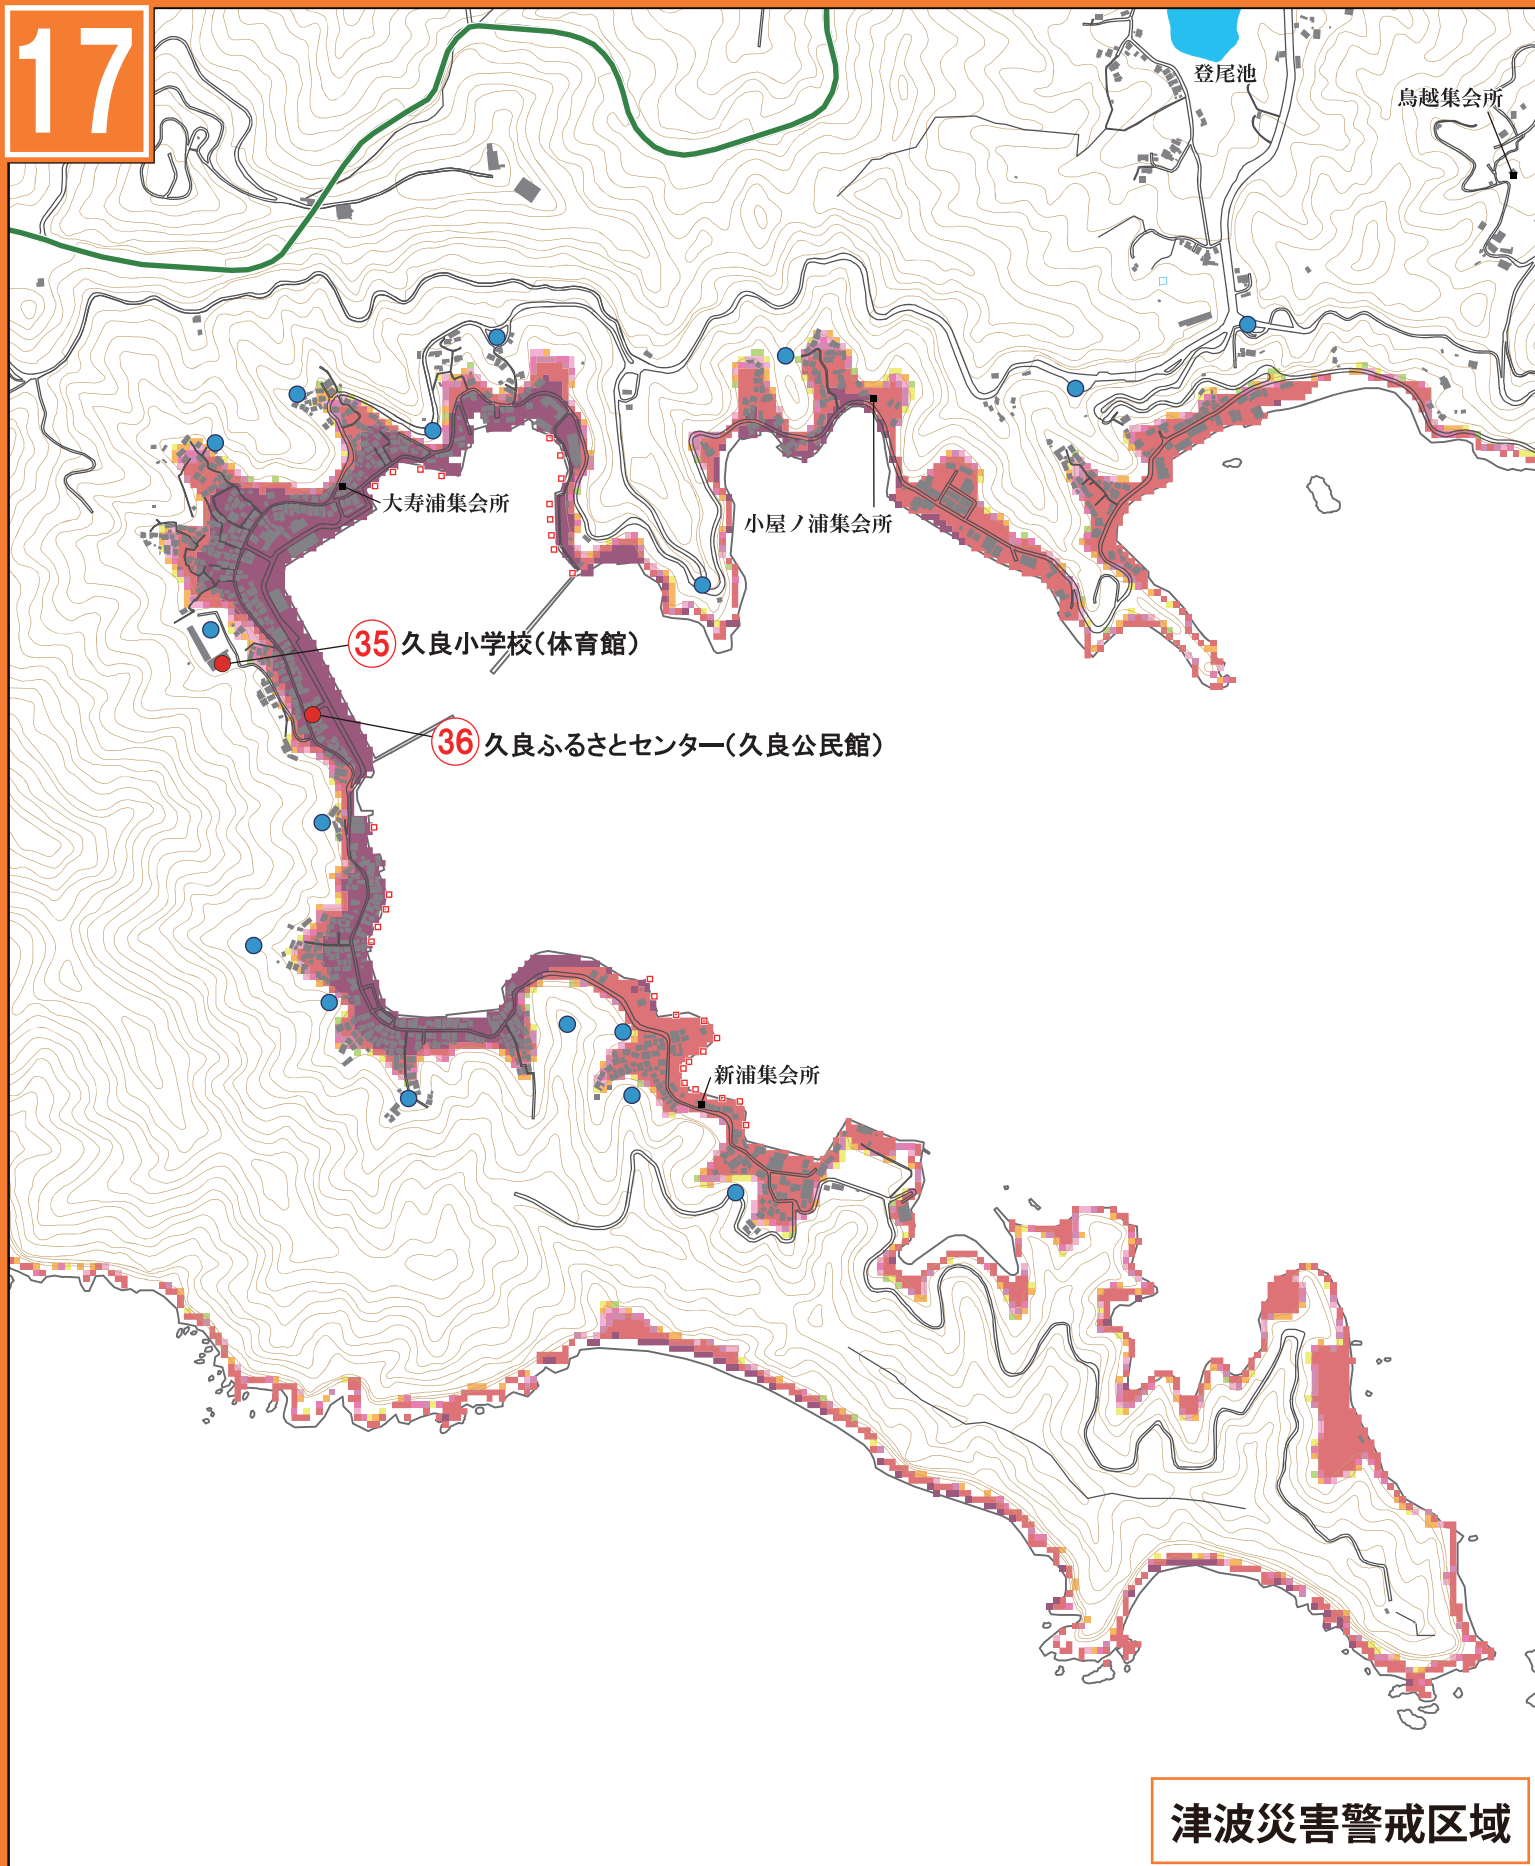 17
登尾池
鳥越集会所
大寿浦集会所
小屋ノ浦集会所
35 久良小学校(体育館)
36 久良ふるさとセンター(久良公民館)
新浦集会所
津波災害警戒区域